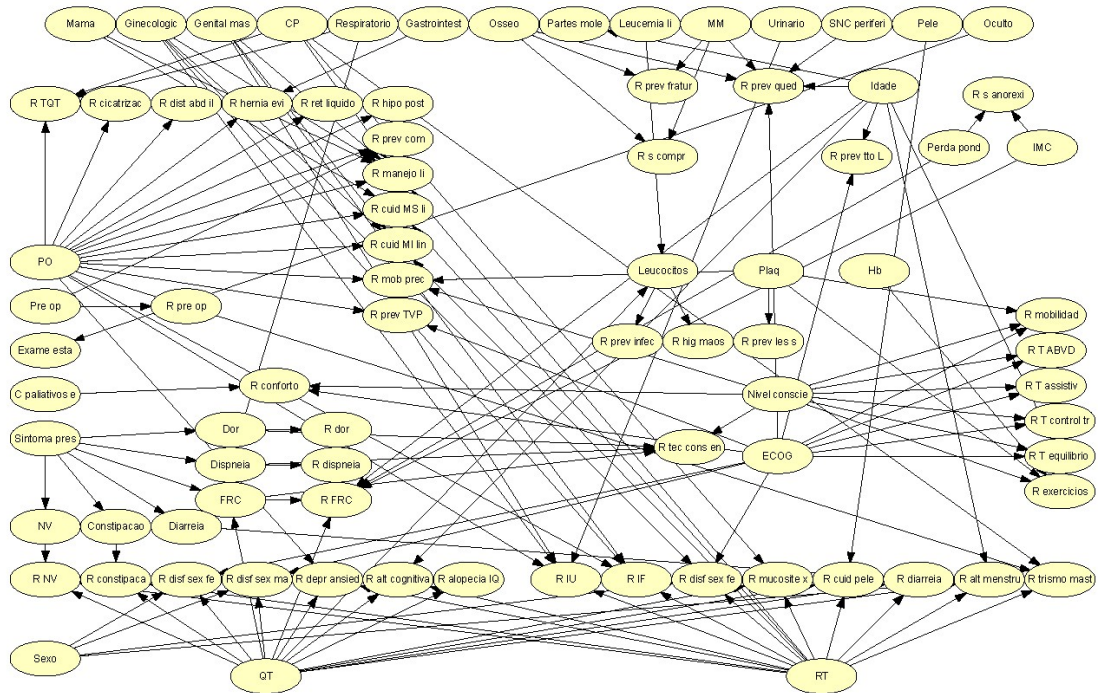 Mama
Ginecologic
Genital mas
CP
Respiratorio
Gastrointest
Osseo
Partes mole
Leucemia li
MM
Urinario
SNC periferi
Pele
Oculto
R TQT
R cicatrizac
R dist abd il
R hernia evi
R ret liquido
R hipo post
R prev fratur
R prev qued
Idade
R s anorexi
R prev com
R manejo li
R s compr
R prev tto L
Perda pond
IMC
R cuid MS li
R cuid MI lin
PO
R mob prec
Leucocitos
Plaq
Hb
Pre op
R pre op
R prev TVP
R mobilidad
Exame esta
R prev infec
R hig maos
R prev les s
R T ABVD
C paliativos e
R conforto
Nivel conscie
R T assistiv
R T control tr
Sintoma pres
Dor
R dor
R tec cons en
ECOG
R T equilibrio
Dispneia
R dispneia
FRC
R FRC
R exercicios
NV
Constipacao
Diarreia
R NV
R constipaca
R disf sex fe
R disf sex ma
R depr ansied
R alt cognitiva
R alopecia IQ
R IU
R IF
R disf sex fe
R mucosite x
R cuid pele
R diarreia
R alt menstru
R trismo mast
Sexo
QT
RT